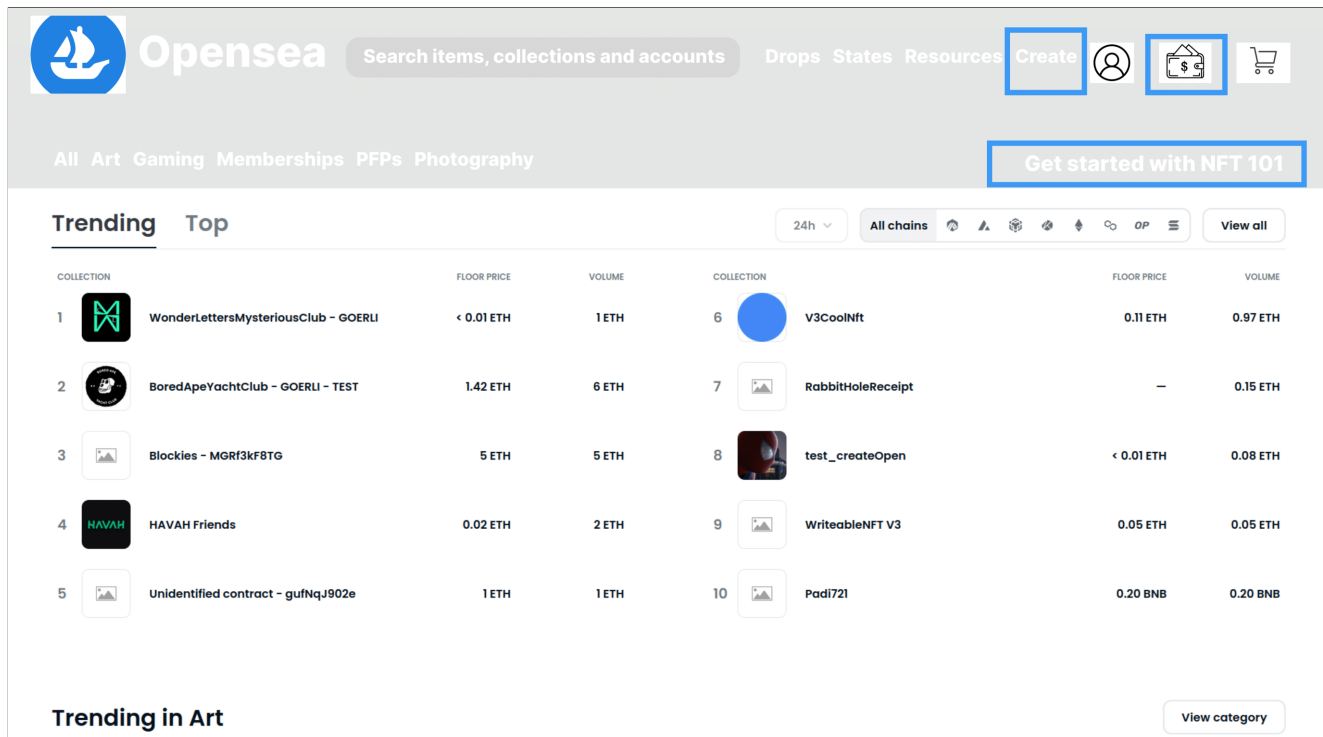 Opensea
Search items, collections and accounts
Drops States Resources Create
$
All Art Gaming Memberships PFPs Photography
Get started with NFT 101
Trending Top
24h
All chains
OP
View all
COLLECTION FLOOR PRICE VOLUME
1 WonderLettersMysteriousClub - GOERLI < 0.01 ETH 1 ETH
2 BoredApeYachtClub - GOERLI - TEST 1.42 ETH 6 ETH
3 Blockies - MGRf3kF8TG 5 ETH 5 ETH
4 HAVAH HAVAH Friends 0.02 ETH 2 ETH
5 Unidentified contract - gufNqJ902e 1 ETH 1 ETH
COLLECTION FLOOR PRICE VOLUME
6 V3CoolNft 0.11 ETH 0.97 ETH
7 RabbitHoleReceipt — 0.15 ETH
8 test_createOpen < 0.01 ETH 0.08 ETH
9 WriteableNFT V3 0.05 ETH 0.05 ETH
10 Padi721 0.20 BNB 0.20 BNB
Trending in Art
View category